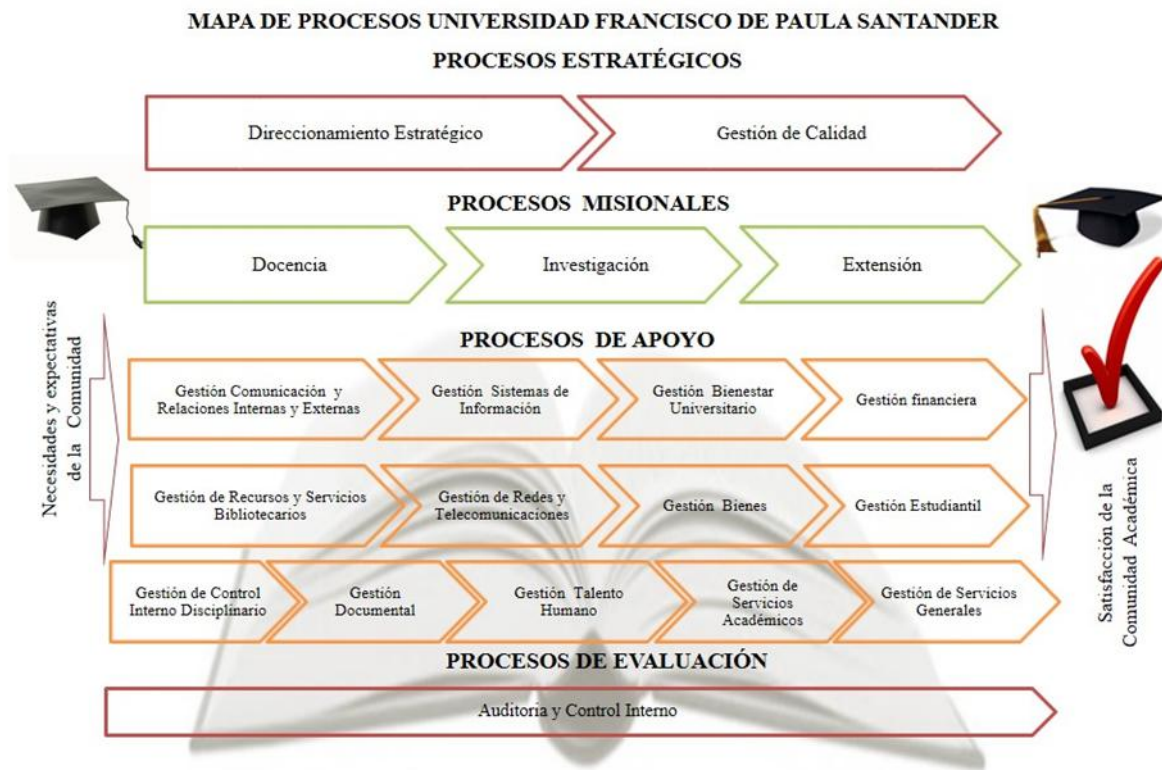 MAPA DE PROCESOS UNIVERSIDAD FRANCISCO DE PAULA SANTANDER
PROCESOS ESTRATÉGICOS
Direccionamiento Estratégico
Gestión de Calidad
PROCESOS MISIONALES
Docencia
Investigación
Extensión
Necesidades y expectativas
de la Comunidad
PROCESOS DE APOYO
Gestión Comunicación y
Relaciones Internas y Externas
Gestión Sistemas de
Información
Gestión Bienestar
Universitario
Gestión financiera
Gestión de Recursos y Servicios
Bibliotecarios
Gestión de Redes y
Telecomunicaciones
Gestión Bienes
Gestión Estudiantil
Gestión de Control
Interno Disciplinario
Gestión
Documental
Gestión Talento
Humano
Gestión de
Servicios
Académicos
Gestión de Servicios
Generales
Satisfacción de la
Comunidad Académica
PROCESOS DE EVALUACIÓN
Auditoria y Control Interno